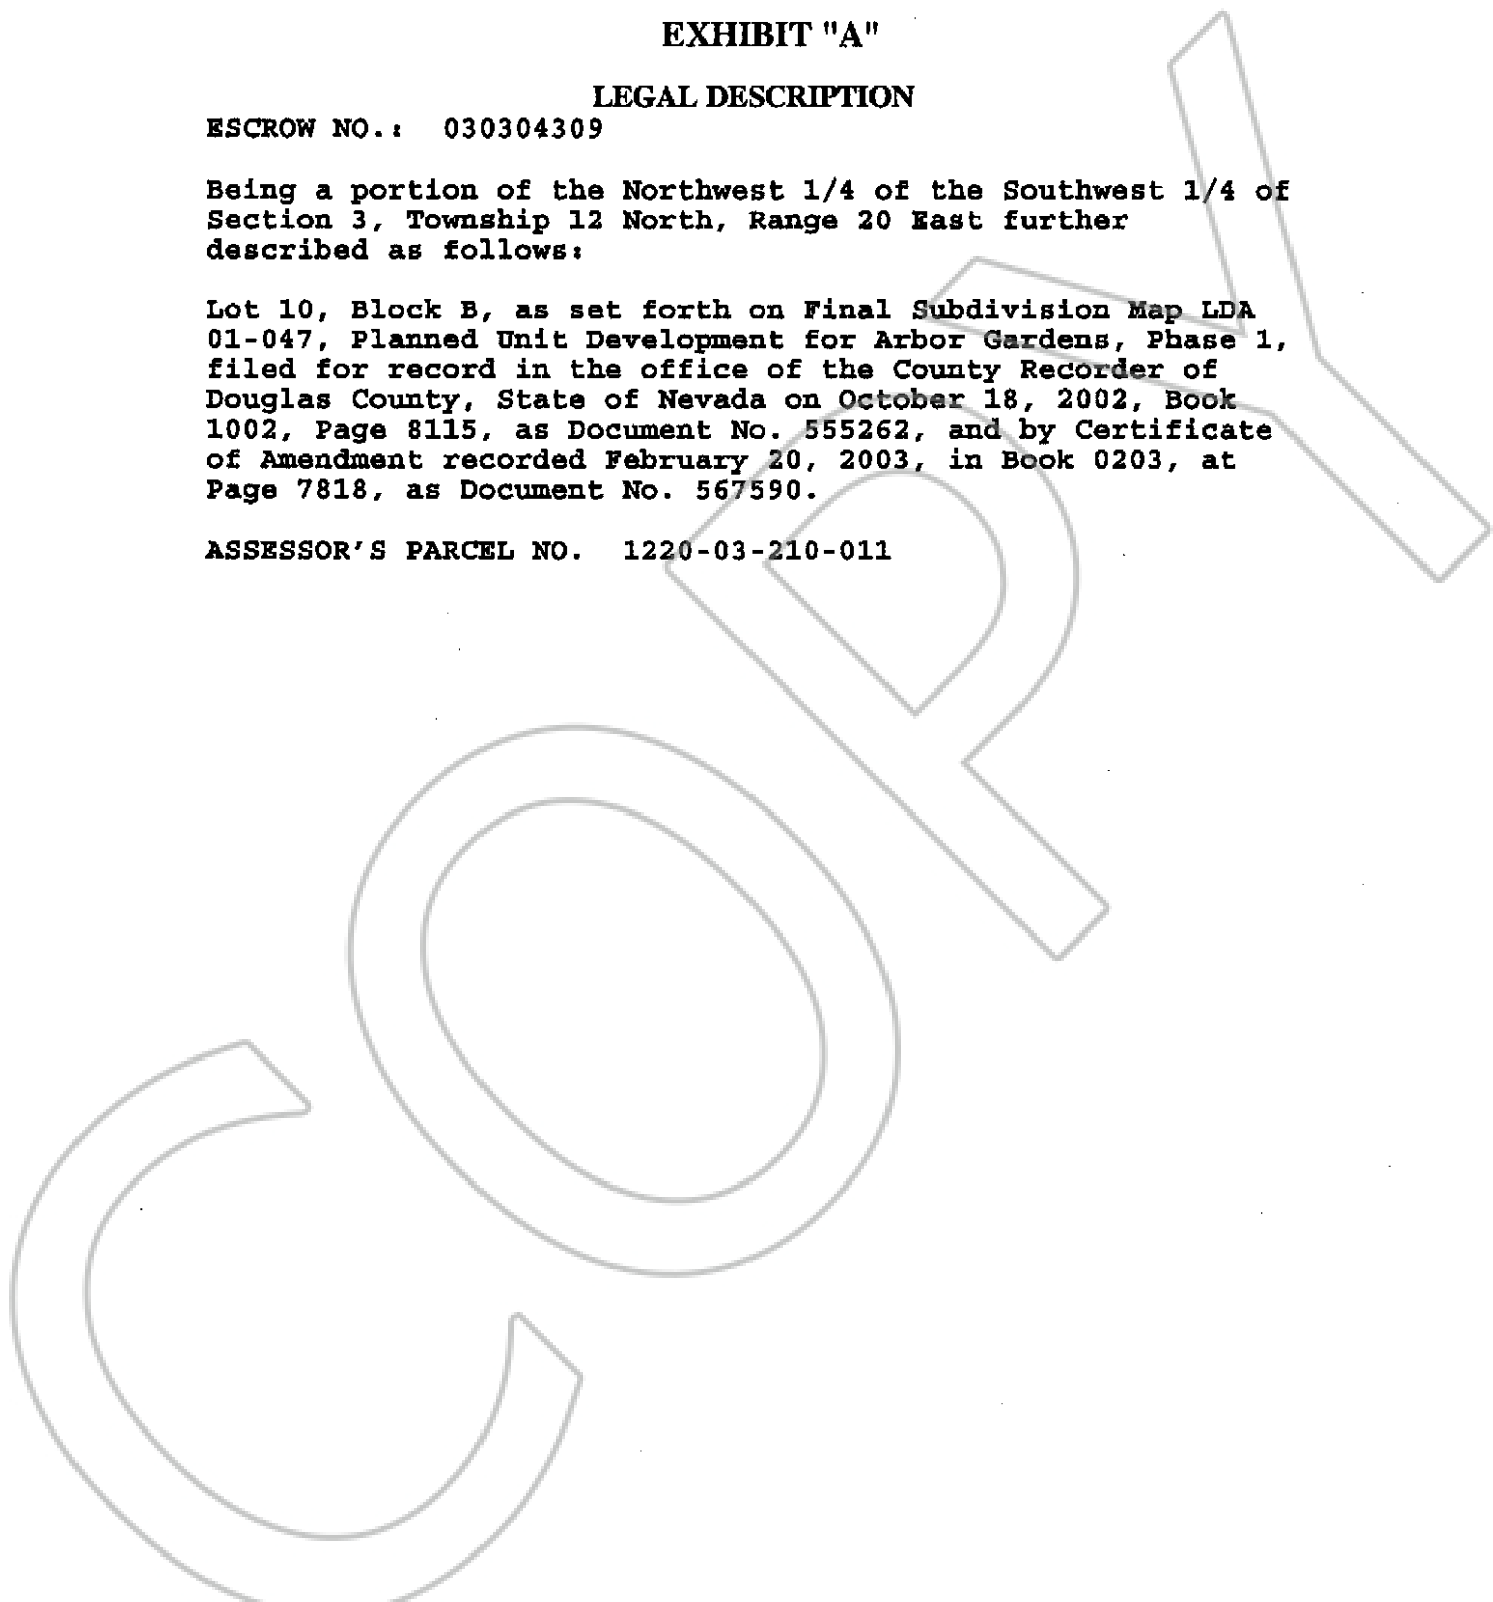 EXHIBIT "A"
LEGAL DESCRIPTION
ESCROW NO.: 030304309
Being a portion of the Northwest 1/4 of the Southwest 1/4 of
Section 3, Township 12 North, Range 20 East further
described as follows:
Lot 10, Block B, as set forth on Final Subdivision Map LDA
01-047, Planned Unit Development for Arbor Gardens, Phase 1,
filed for record in the office of the County Recorder of
Douglas County, State of Nevada on October 18, 2002, Book
1002, Page 8115, as Document No. 555262, and by Certificate
of Amendment recorded February 20, 2003, in Book 0203, at
Page 7818, as Document No. 567590.
ASSESSOR'S PARCEL NO. 1220-03-210-011
COPY